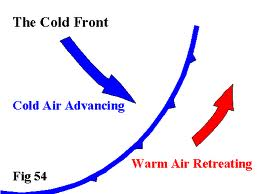 The Cold Front
Cold Air Advancing
Warm Air Retreating
Fig 54